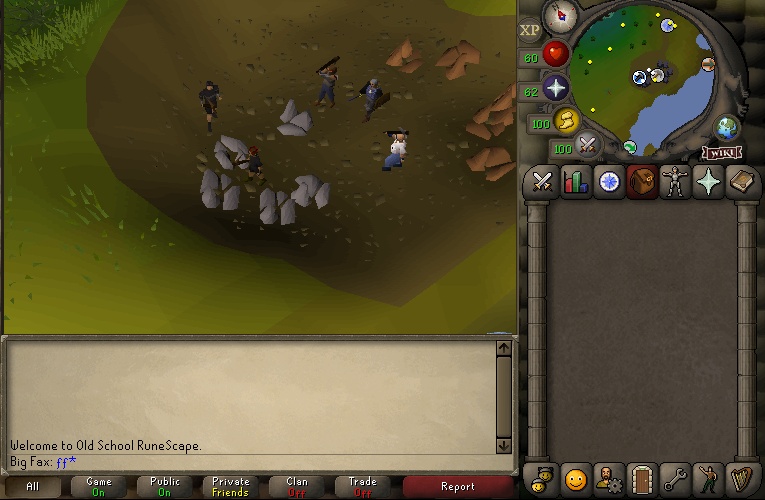 XP
60
62
100
100
WIKI
Welcome to Old School RuneScape.
Big Fax: ff*
All
Game
On
Public
On
Private
Friends
Clan
Off
Trade
Off
Report